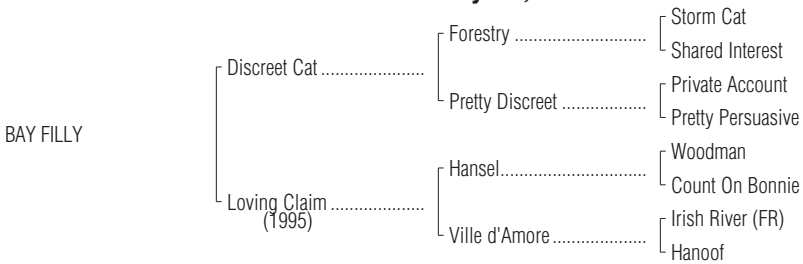 Storm Cat
Forestry
Shared Interest
Discreet Cat
Private Account
Pretty Discreet
Pretty Persuasive
BAY FILLY
Woodman
Hansel
Count On Bonnie
Loving Claim
(1995)
Irish River (FR)
Ville d'Amore
Hanoof